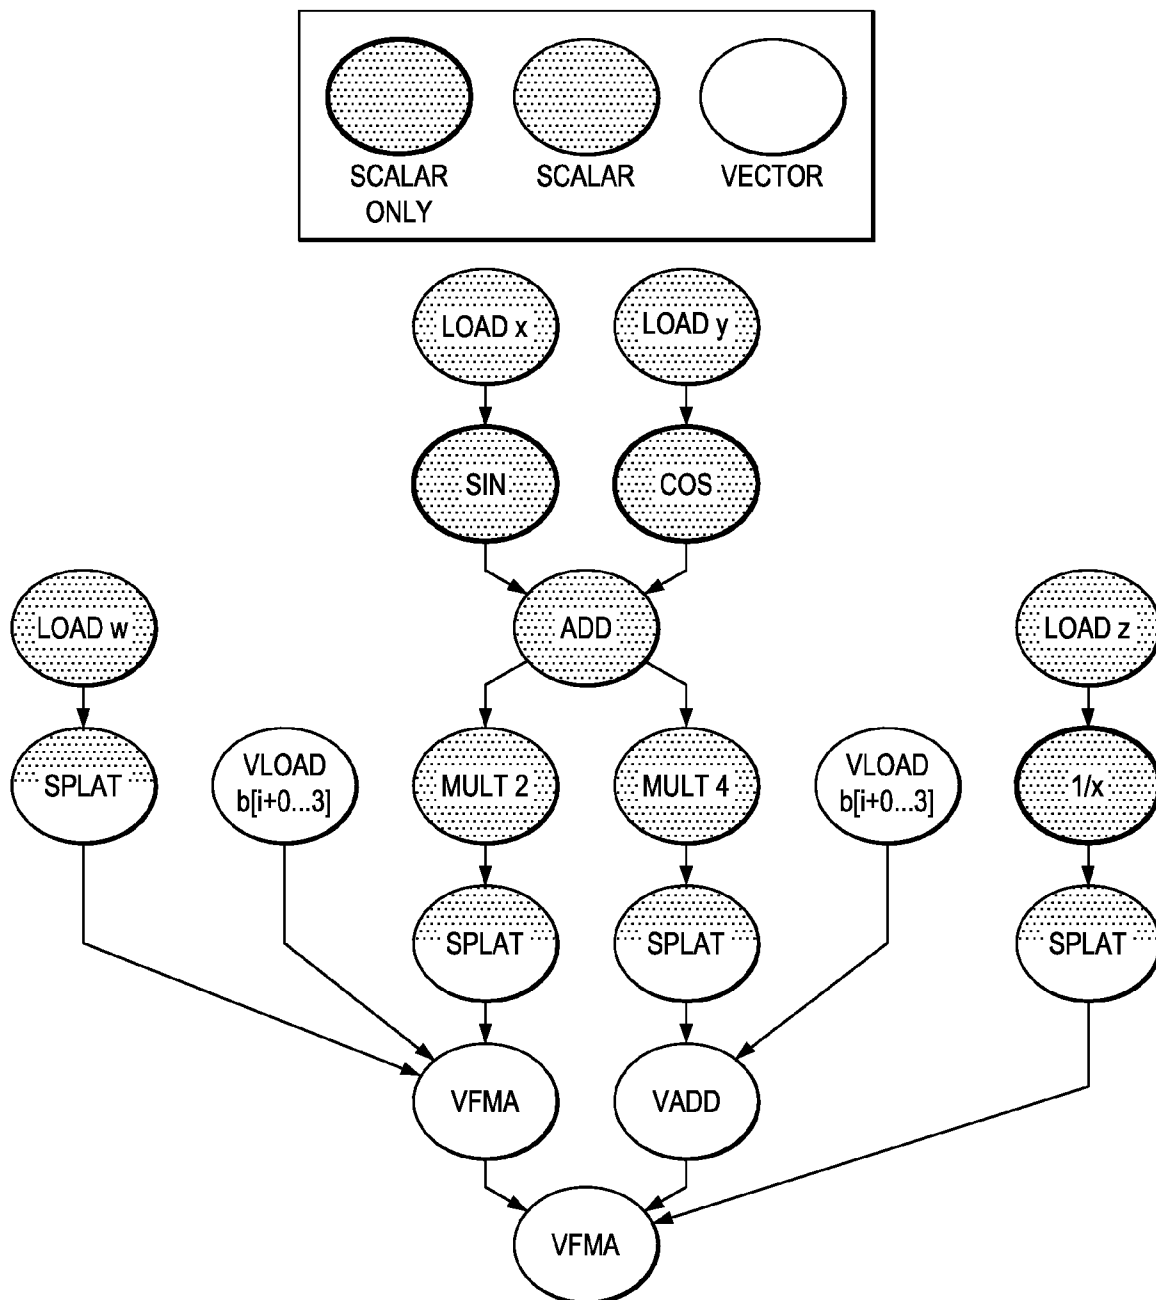 SCALAR
ONLY
SCALAR
VECTOR
LOAD x
LOAD y
SIN
COS
LOAD w
ADD
LOAD z
SPLAT
VLOAD
b[i+0...3]
MULT 2
MULT 4
VLOAD
b[i+0...3]
1/x
SPLAT
SPLAT
SPLAT
VFMA
VADD
VFMA